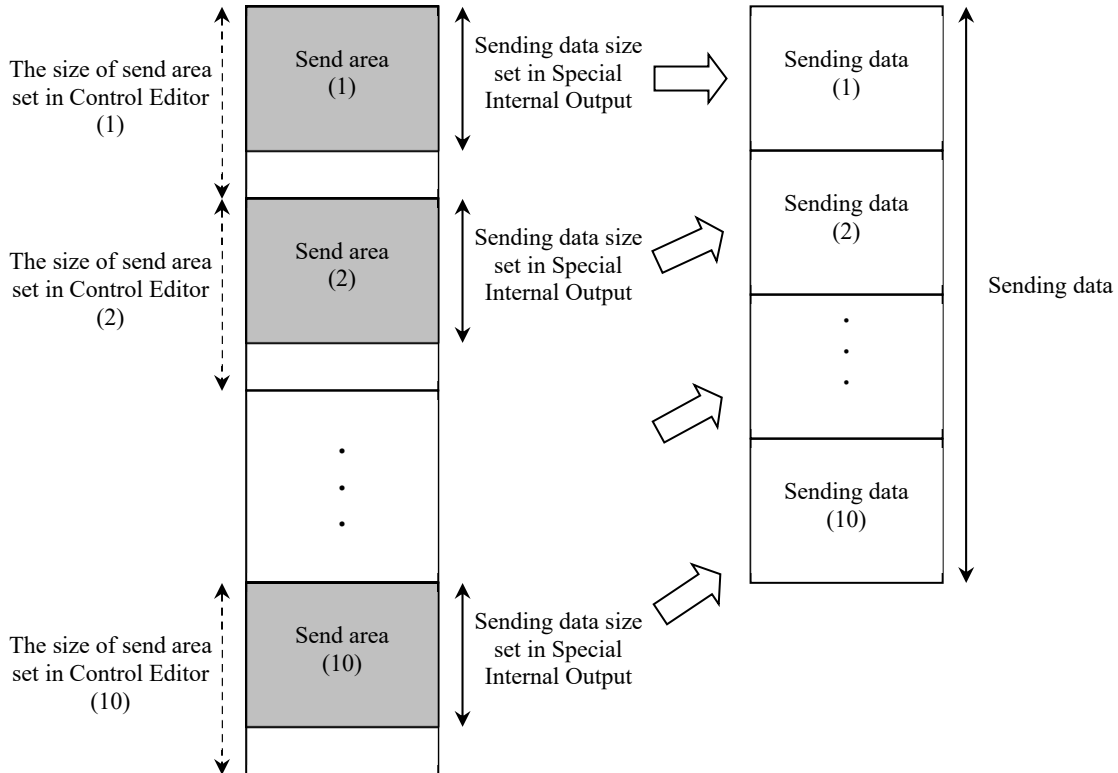 The size of send area
set in Control Editor
(1)
Send area
(1)
Sending data size
set in Special
Internal Output
Sending data
(1)
The size of send area
set in Control Editor
(2)
Send area
(2)
Sending data size
set in Special
Internal Output
Sending data
(2)
Sending data
Sending data
(10)
The size of send area
set in Control Editor
(10)
Send area
(10)
Sending data size
set in Special
Internal Output